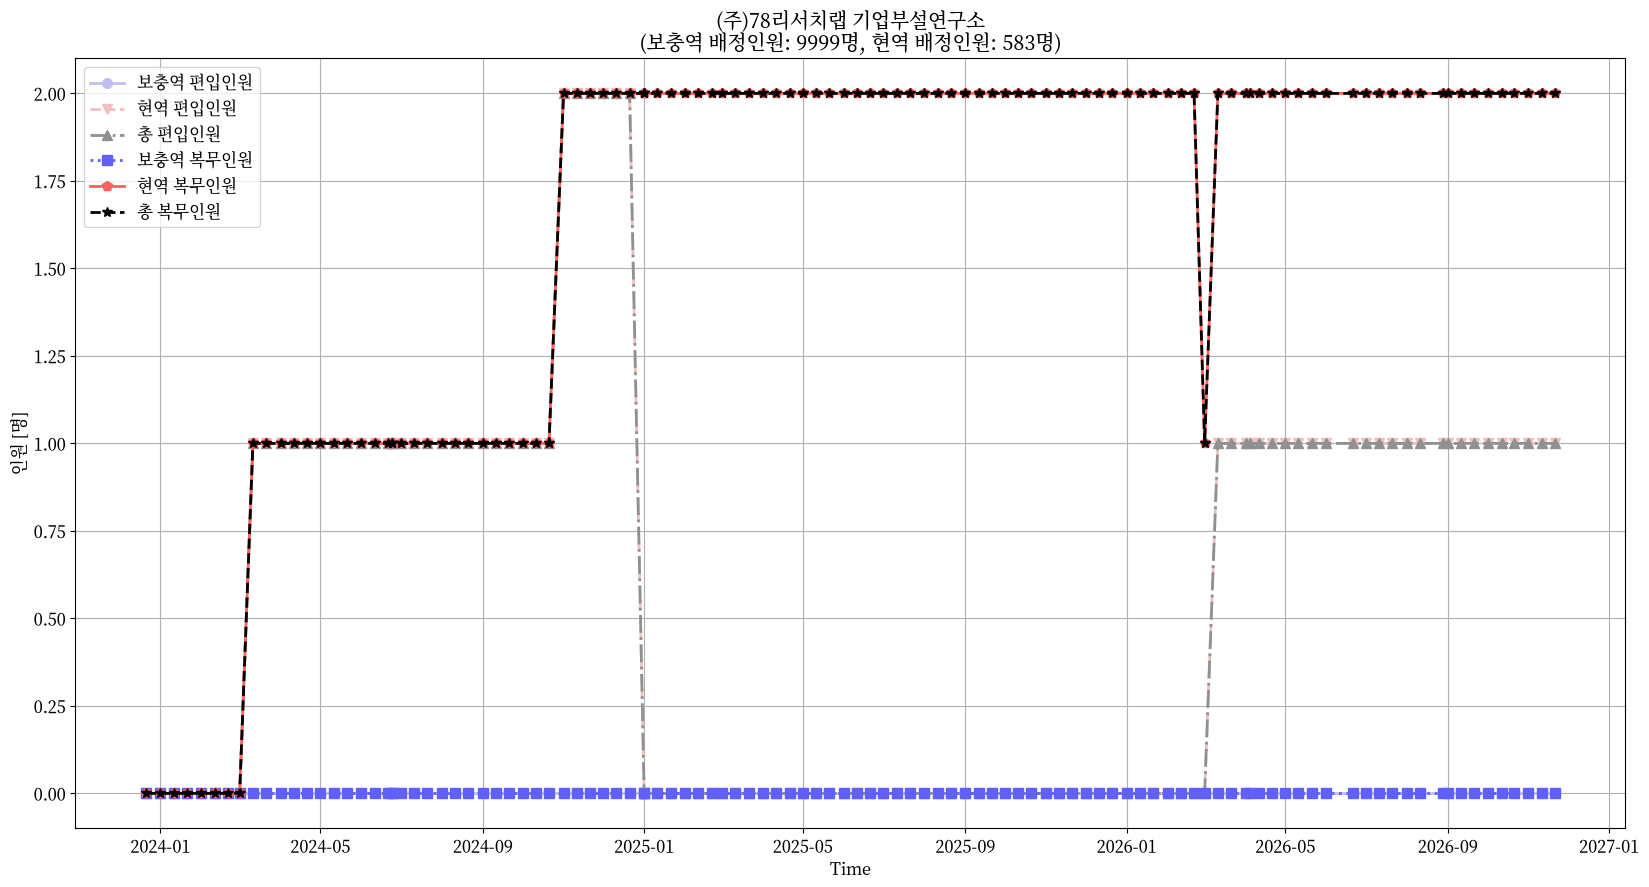 (주)78리서치랩 기업부설연구소
(보충역 배정인원: 9999명, 현역 배정인원: 583명)
보충역 편입인원
현역 편입인원
총 편입인원
보충역 복무인원
현역 복무인원
총 복무인원
2.00
1.75
1.50
1.25
1.00
0.75
0.50
0.25
0.00
인원 [명]
2024-01
2024-05
2024-09
2025-01
2025-05
2025-09
2026-01
2026-05
2026-09
2027-01
Time